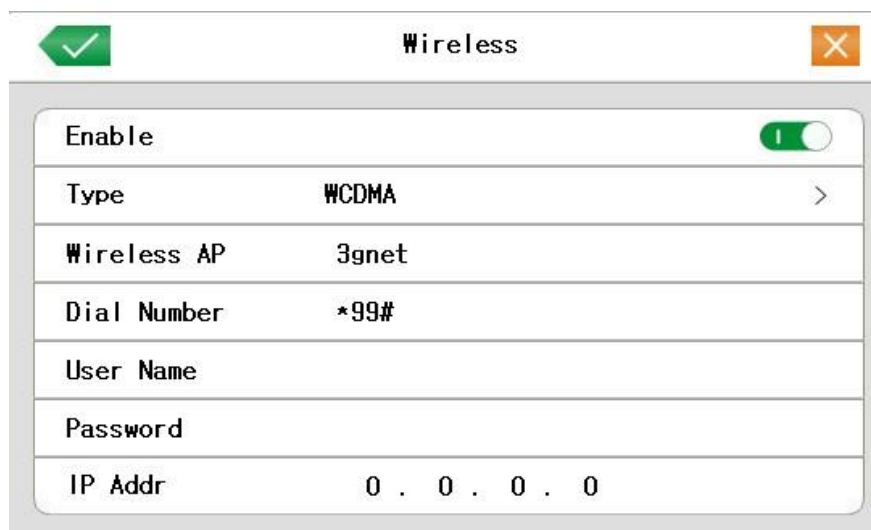 Wireless
Enable
Type WCDMA >
Wireless AP 3gnet
Dial Number *99#
User Name
Password
IP Addr 0 . 0 . 0 . 0